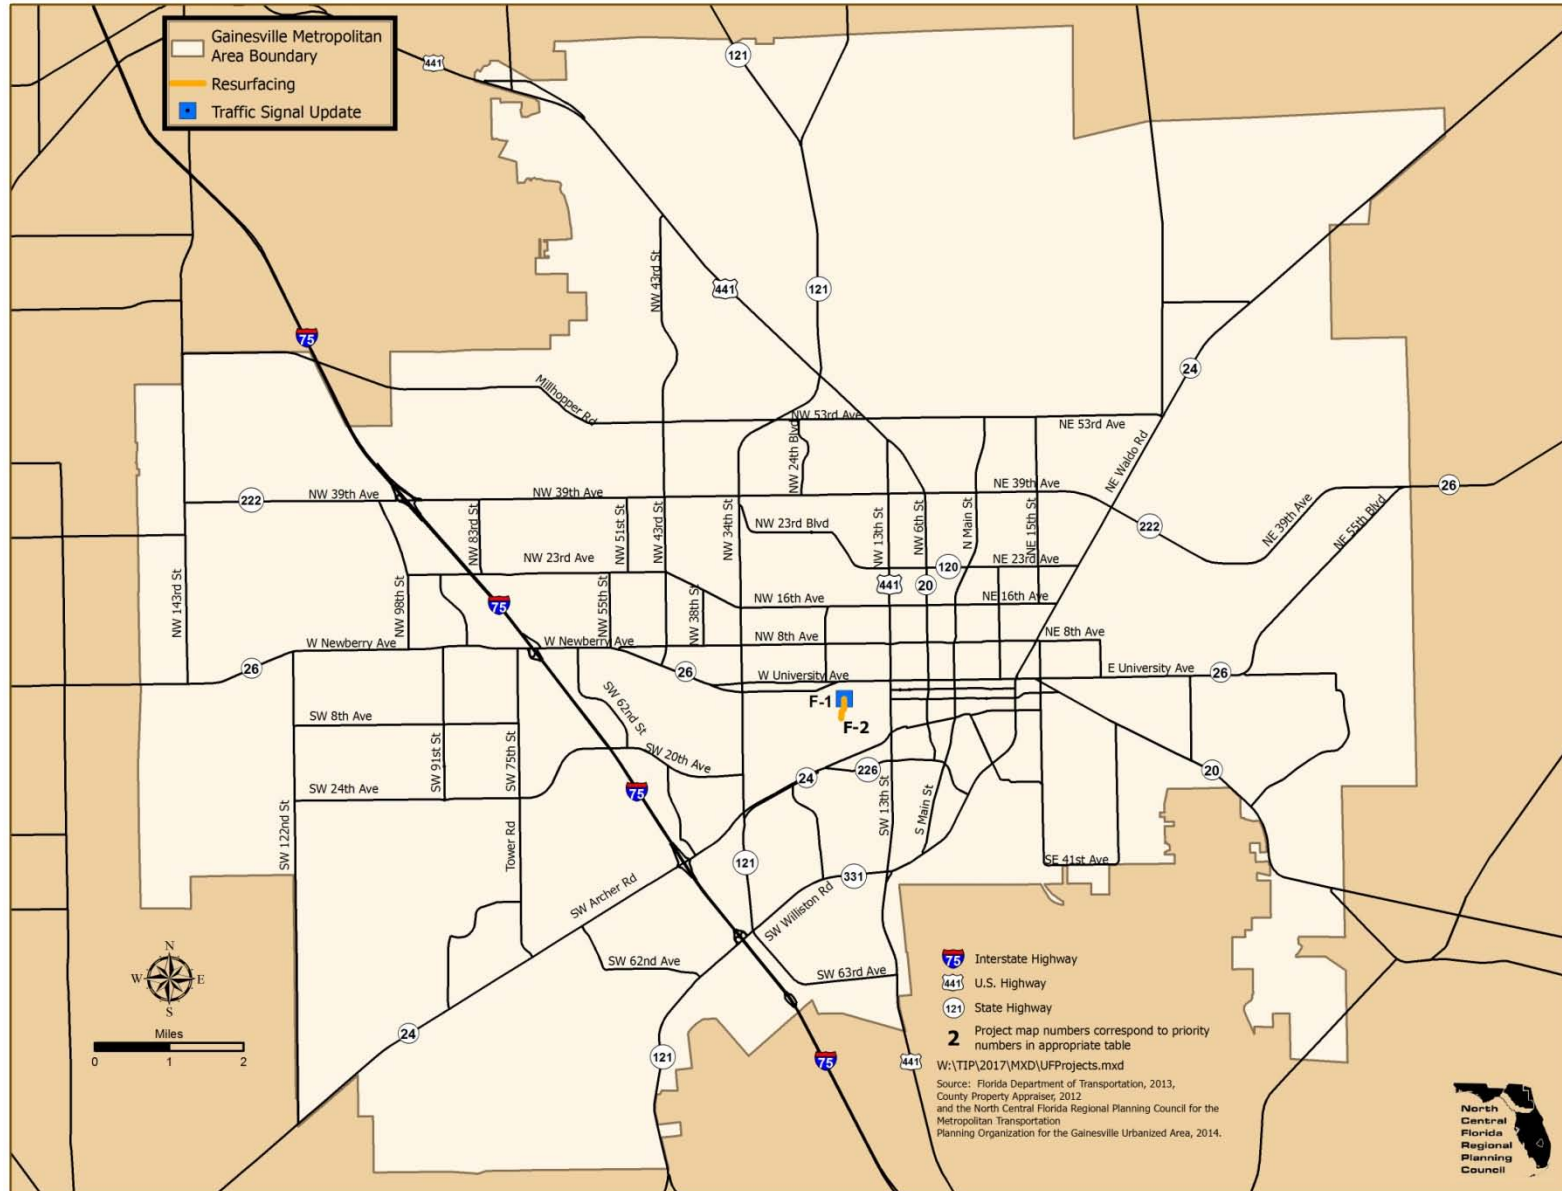 Gainesville Metropolitan
Area Boundary
Resurfacing
Traffic Signal Update
441
121
75
441
121
24
NW 43rd St
Millhopper Rd
NW 53rd Ave
NE 53rd Ave
NW 24th Blvd
NE Waldo Rd
222
NW 39th Ave
NW 39th Ave
NE 39th Ave
26
222
NE 39th Ave
NE 55th Blvd
NW 83rd St
NW 51st St
NW 43rd St
NW 34th St
NW 23rd Blvd
NW 13th St
NW 6th St
N Main St
NE 15th St
NW 23rd Ave
120
NE 23rd Ave
NW 143rd St
NW 98th St
75
NW 55th St
NW 38th St
441
20
NW 16th Ave
NE 16th Ave
W Newberry Ave
W Newberry Ave
NW 8th Ave
NE 8th Ave
26
26
W University Ave
E University Ave
26
F-1
F-2
SW 62nd St
SW 8th Ave
SW 91st St
SW 75th St
SW 20th Ave
24
226
20
SW 24th Ave
75
SW 13th St
S Main St
SW 122nd St
Tower Rd
121
331
SE 41st Ave
SW Archer Rd
SW Williston Rd
SW 62nd Ave
SW 63rd Ave
24
121
75
441
N
W
E
S
Miles
0
1
2
75
Interstate Highway
441
U.S. Highway
121
State Highway
2
Project map numbers correspond to priority
numbers in appropriate table
W:\TIP\2017\MXD\UFProjects.mxd
Source: Florida Department of Transportation, 2013,
County Property Appraiser, 2012
and the North Central Florida Regional Planning Council for the
Metropolitan Transportation
Planning Organization for the Gainesville Urbanized Area, 2014.
North
Central
Florida
Regional
Planning
Council